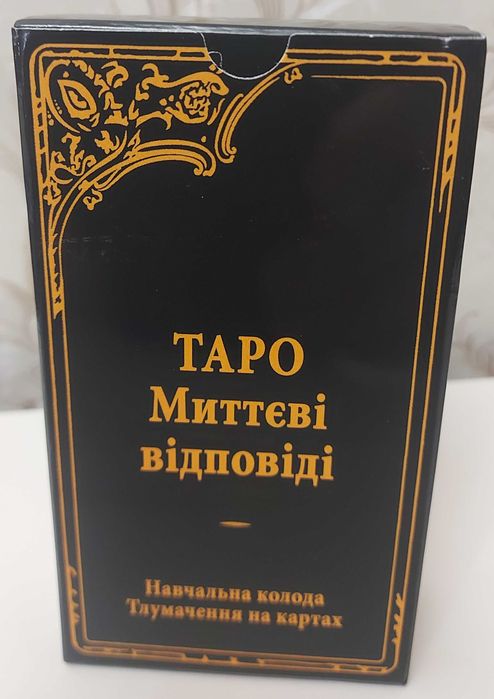 ТАРО
Миттєві
відповіді
Навчальна колода
Тлумачення на картах